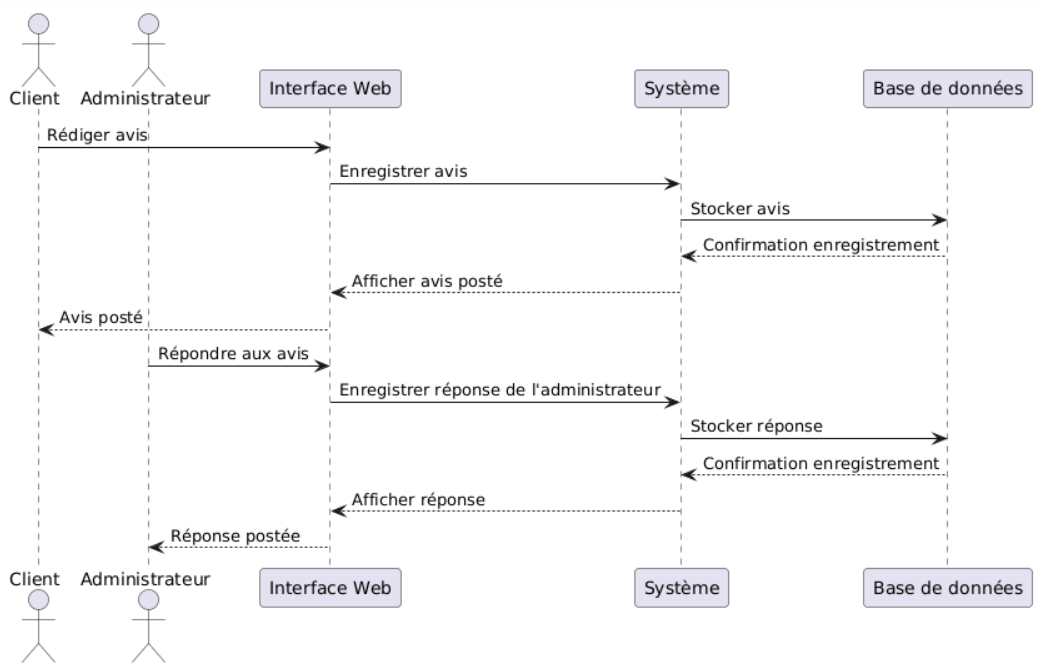 Client
Administrateur
Interface Web
Système
Base de données
Rédiger avis
Enregistrer avis
Stocker avis
Confirmation enregistrement
Afficher avis posté
Avis posté
Répondre aux avis
Enregistrer réponse de l'administrateur
Stocker réponse
Confirmation enregistrement
Afficher réponse
Réponse postée
Client
Administrateur
Interface Web
Système
Base de données